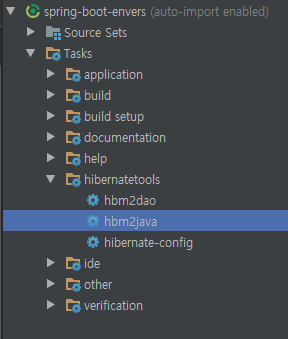 spring-boot-envers (auto-import enabled)
Source Sets
Tasks
application
build
build setup
documentation
help
hibernatetools
hbm2dao
hbm2java
hibernate-config
ide
other
verification